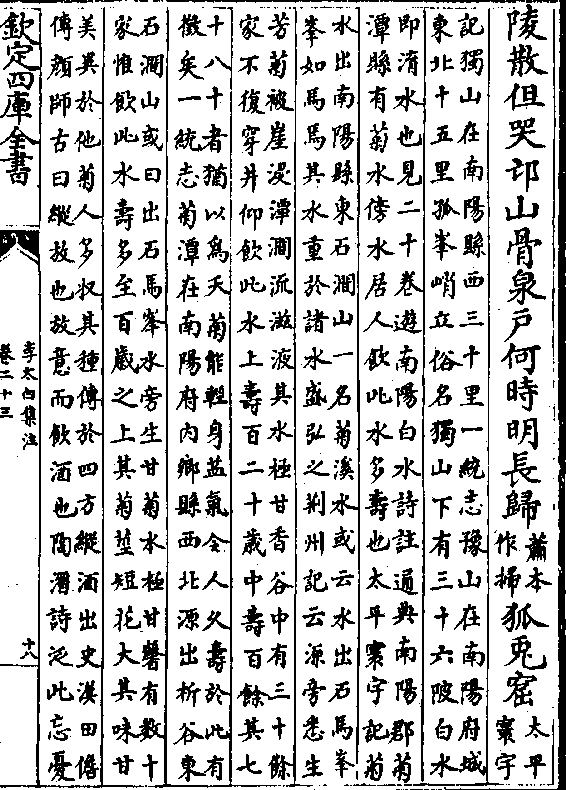 陵散但哭邙山骨泉戶何時明長歸蕭本作掃狐兎窟太平寰宇
記獨山在南陽縣西三十里一統志豫山在南陽府城
東北十五里孤峯峭立俗名獨山下有三十六陂白水
即淯水也見二十卷遊南陽白水詩註通典南陽郡菊
潭縣有菊水傍水居人飲此水多壽也太平寰宇記菊
水出南陽縣東石澗山一名菊溪水或云水出石馬峯
峯如馬焉其水重於諸水盛弘之荆州記云源旁悉生
芳菊被崖浸潭澗流滋液其水極甘香谷中有三十餘
家不復穿井仰飲此水上壽百二十歲中壽百餘其七
十八十者猶以為夭菊能輕身益氣令人久壽於此有
徵矣一統志菊潭在南陽府内鄉縣西北源出析谷東
石澗山或曰出石馬峯水旁生甘菊水極甘馨有數十
家惟飲此水壽多至百歲之上其菊莖短花大其味甘
美異於他菊人多收其種傳於四方縱酒出史漢田儋
傳顏師古曰縱放也放意而飲酒也陶潛詩泛此忘憂
欽定四庫全書
李太白集注
卷二十三
十八